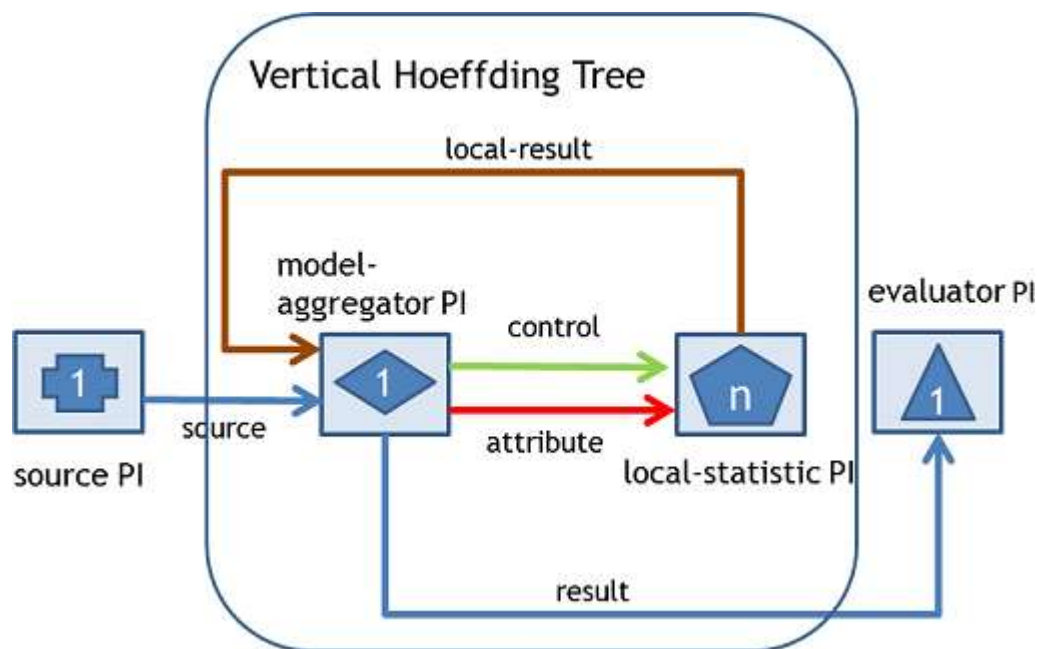 Vertical Hoeffding Tree
local-result
model-
aggregator PI
evaluator PI
control
1
1
n
1
source
attribute
source PI
local-statistic PI
result